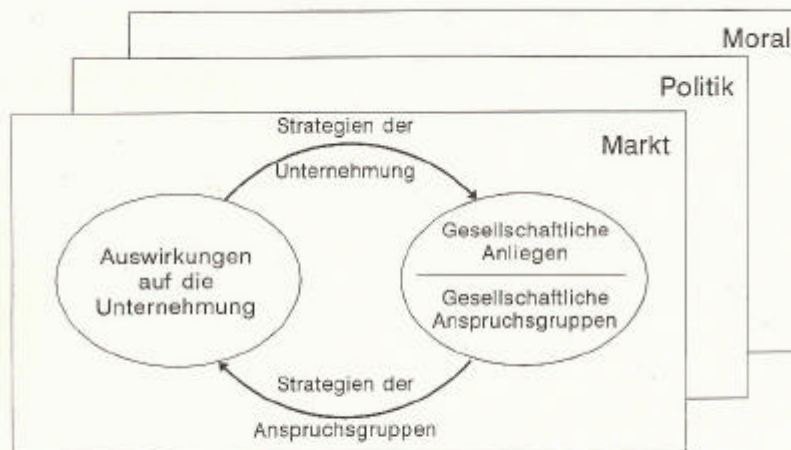 Moral
Politik
Markt
Strategien der
Unternehmung
Auswirkungen
auf die
Unternehmung
Gesellschaftliche
Anliegen
Gesellschaftliche
Anspruchsgruppen
Strategien der
Anspruchsgruppen